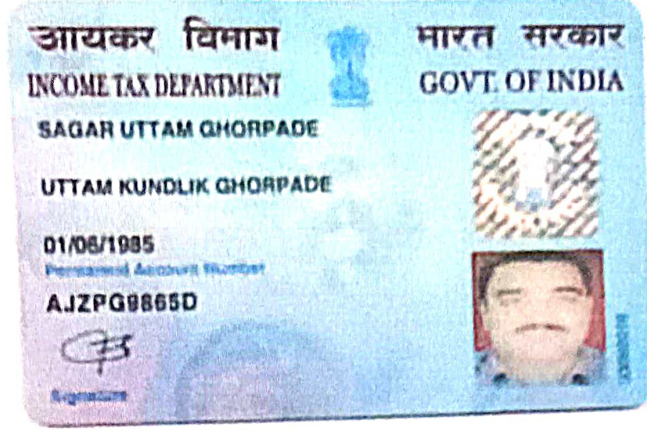 आयकर विभाग
भारत सरकार
INCOME TAX DEPARTMENT
GOVT. OF INDIA
SAGAR UTTAM GHORPADE
UTTAM KUNDLIK GHORPADE
01/06/1985
Permanent Account Number
AJZPG9865D
Signature